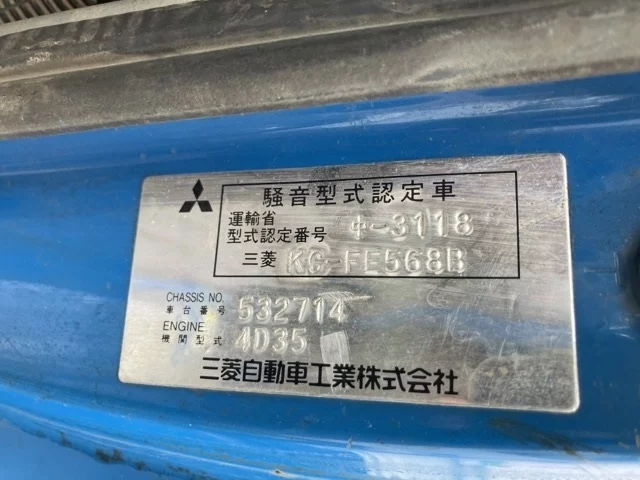 騒音型式認定車
運輸省
型式認定番号 中-3118
三菱 KC-FE568B
CHASSIS NO.
車台番号 532714
ENGINE
機関型式 4D35
三菱自動車工業株式会社